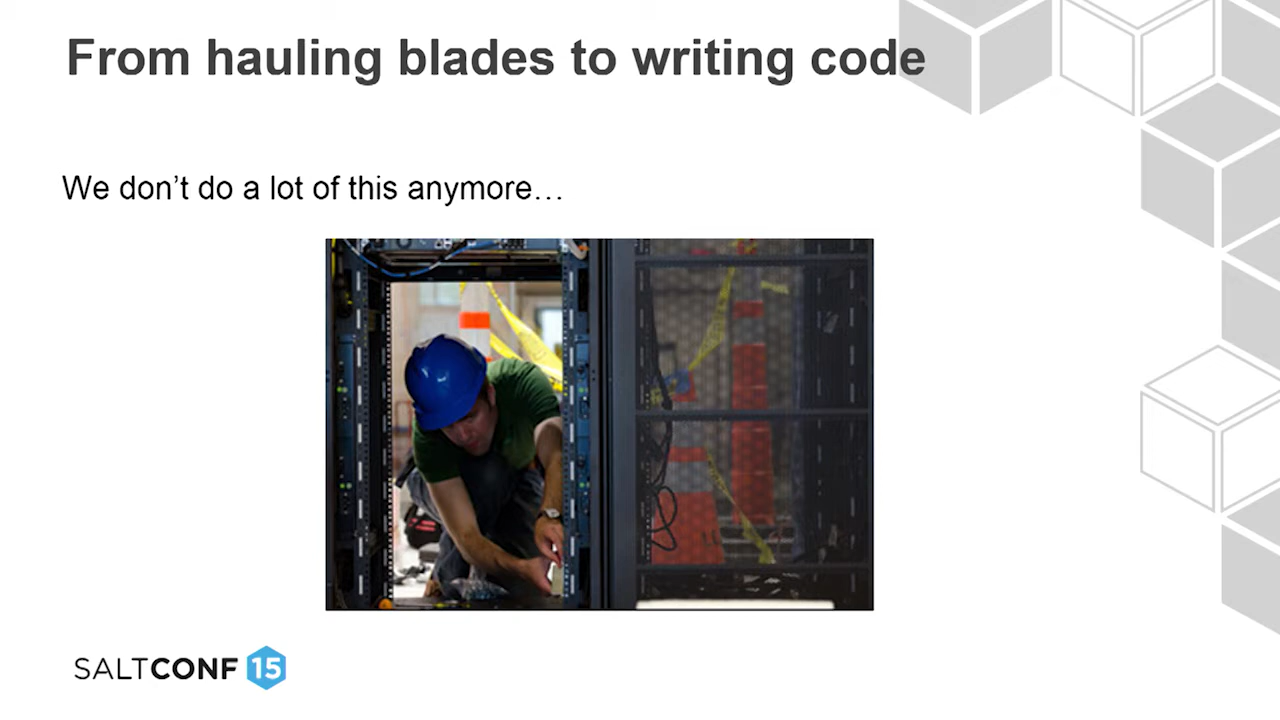 From hauling blades to writing code
We don’t do a lot of this anymore…
SALTCONF 15